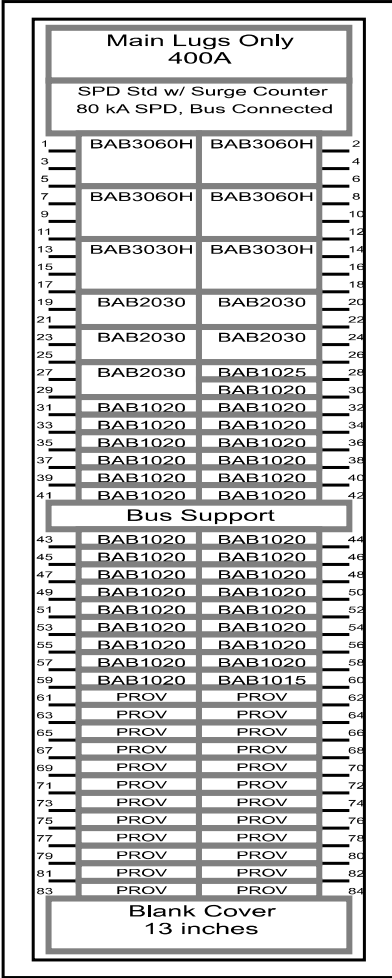 Main Lugs Only
400A
SPD Std w/ Surge Counter
80 kA SPD, Bus Connected
1 BAB3060H BAB3060H 2
3 4
5 6
7 BAB3060H BAB3060H 8
9 10
11 12
13 BAB3030H BAB3030H 14
15 16
17 18
19 BAB2030 BAB2030 20
21 22
23 BAB2030 BAB2030 24
25 26
27 BAB2030 BAB1025 28
29 BAB1020 30
31 BAB1020 BAB1020 32
33 BAB1020 BAB1020 34
35 BAB1020 BAB1020 36
37 BAB1020 BAB1020 38
39 BAB1020 BAB1020 40
41 BAB1020 BAB1020 42
Bus Support
43 BAB1020 BAB1020 44
45 BAB1020 BAB1020 46
47 BAB1020 BAB1020 48
49 BAB1020 BAB1020 50
51 BAB1020 BAB1020 52
53 BAB1020 BAB1020 54
55 BAB1020 BAB1020 56
57 BAB1020 BAB1020 58
59 BAB1020 BAB1015 60
61 PROV PROV 62
63 PROV PROV 64
65 PROV PROV 66
67 PROV PROV 68
69 PROV PROV 70
71 PROV PROV 72
73 PROV PROV 74
75 PROV PROV 76
77 PROV PROV 78
79 PROV PROV 80
81 PROV PROV 82
83 PROV PROV 84
Blank Cover
13 inches